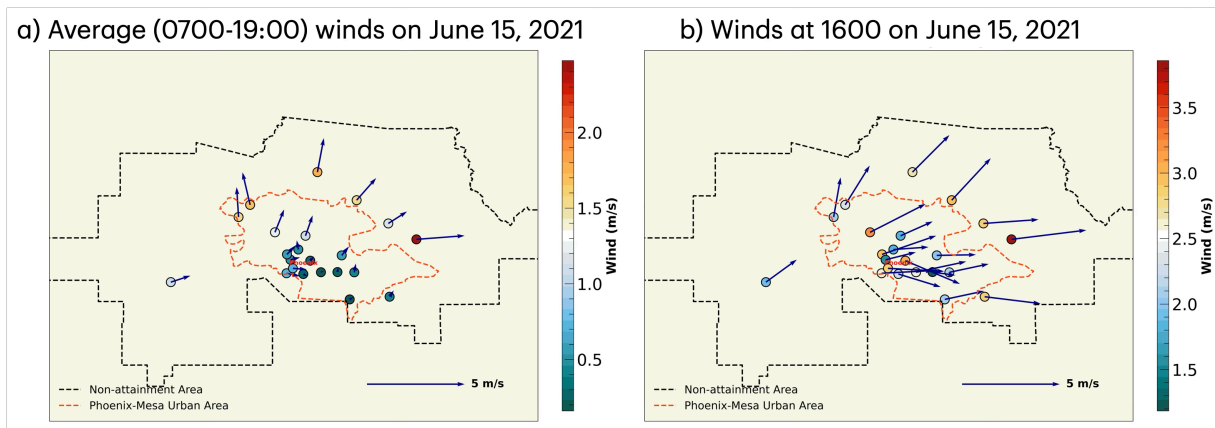 a) Average (0700-19:00) winds on June 15, 2021
Phoenix
Non-attainment Area
Phoenix-Mesa Urban Area
5 m/s
2.0
1.5
1.0
0.5
Wind (m/s)
b) Winds at 1600 on June 15, 2021
Phoenix
Non-attainment Area
Phoenix-Mesa Urban Area
5 m/s
3.5
3.0
2.5
2.0
1.5
Wind (m/s)